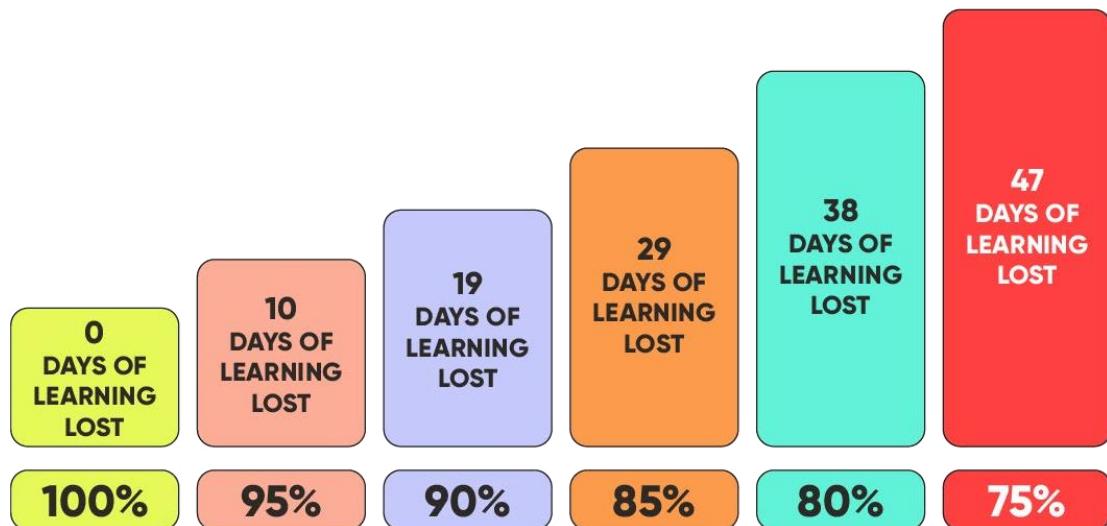 0
DAYS OF
LEARNING
LOST
10
DAYS OF
LEARNING
LOST
19
DAYS OF
LEARNING
LOST
29
DAYS OF
LEARNING
LOST
38
DAYS OF
LEARNING
LOST
47
DAYS OF
LEARNING
LOST
100%
95%
90%
85%
80%
75%